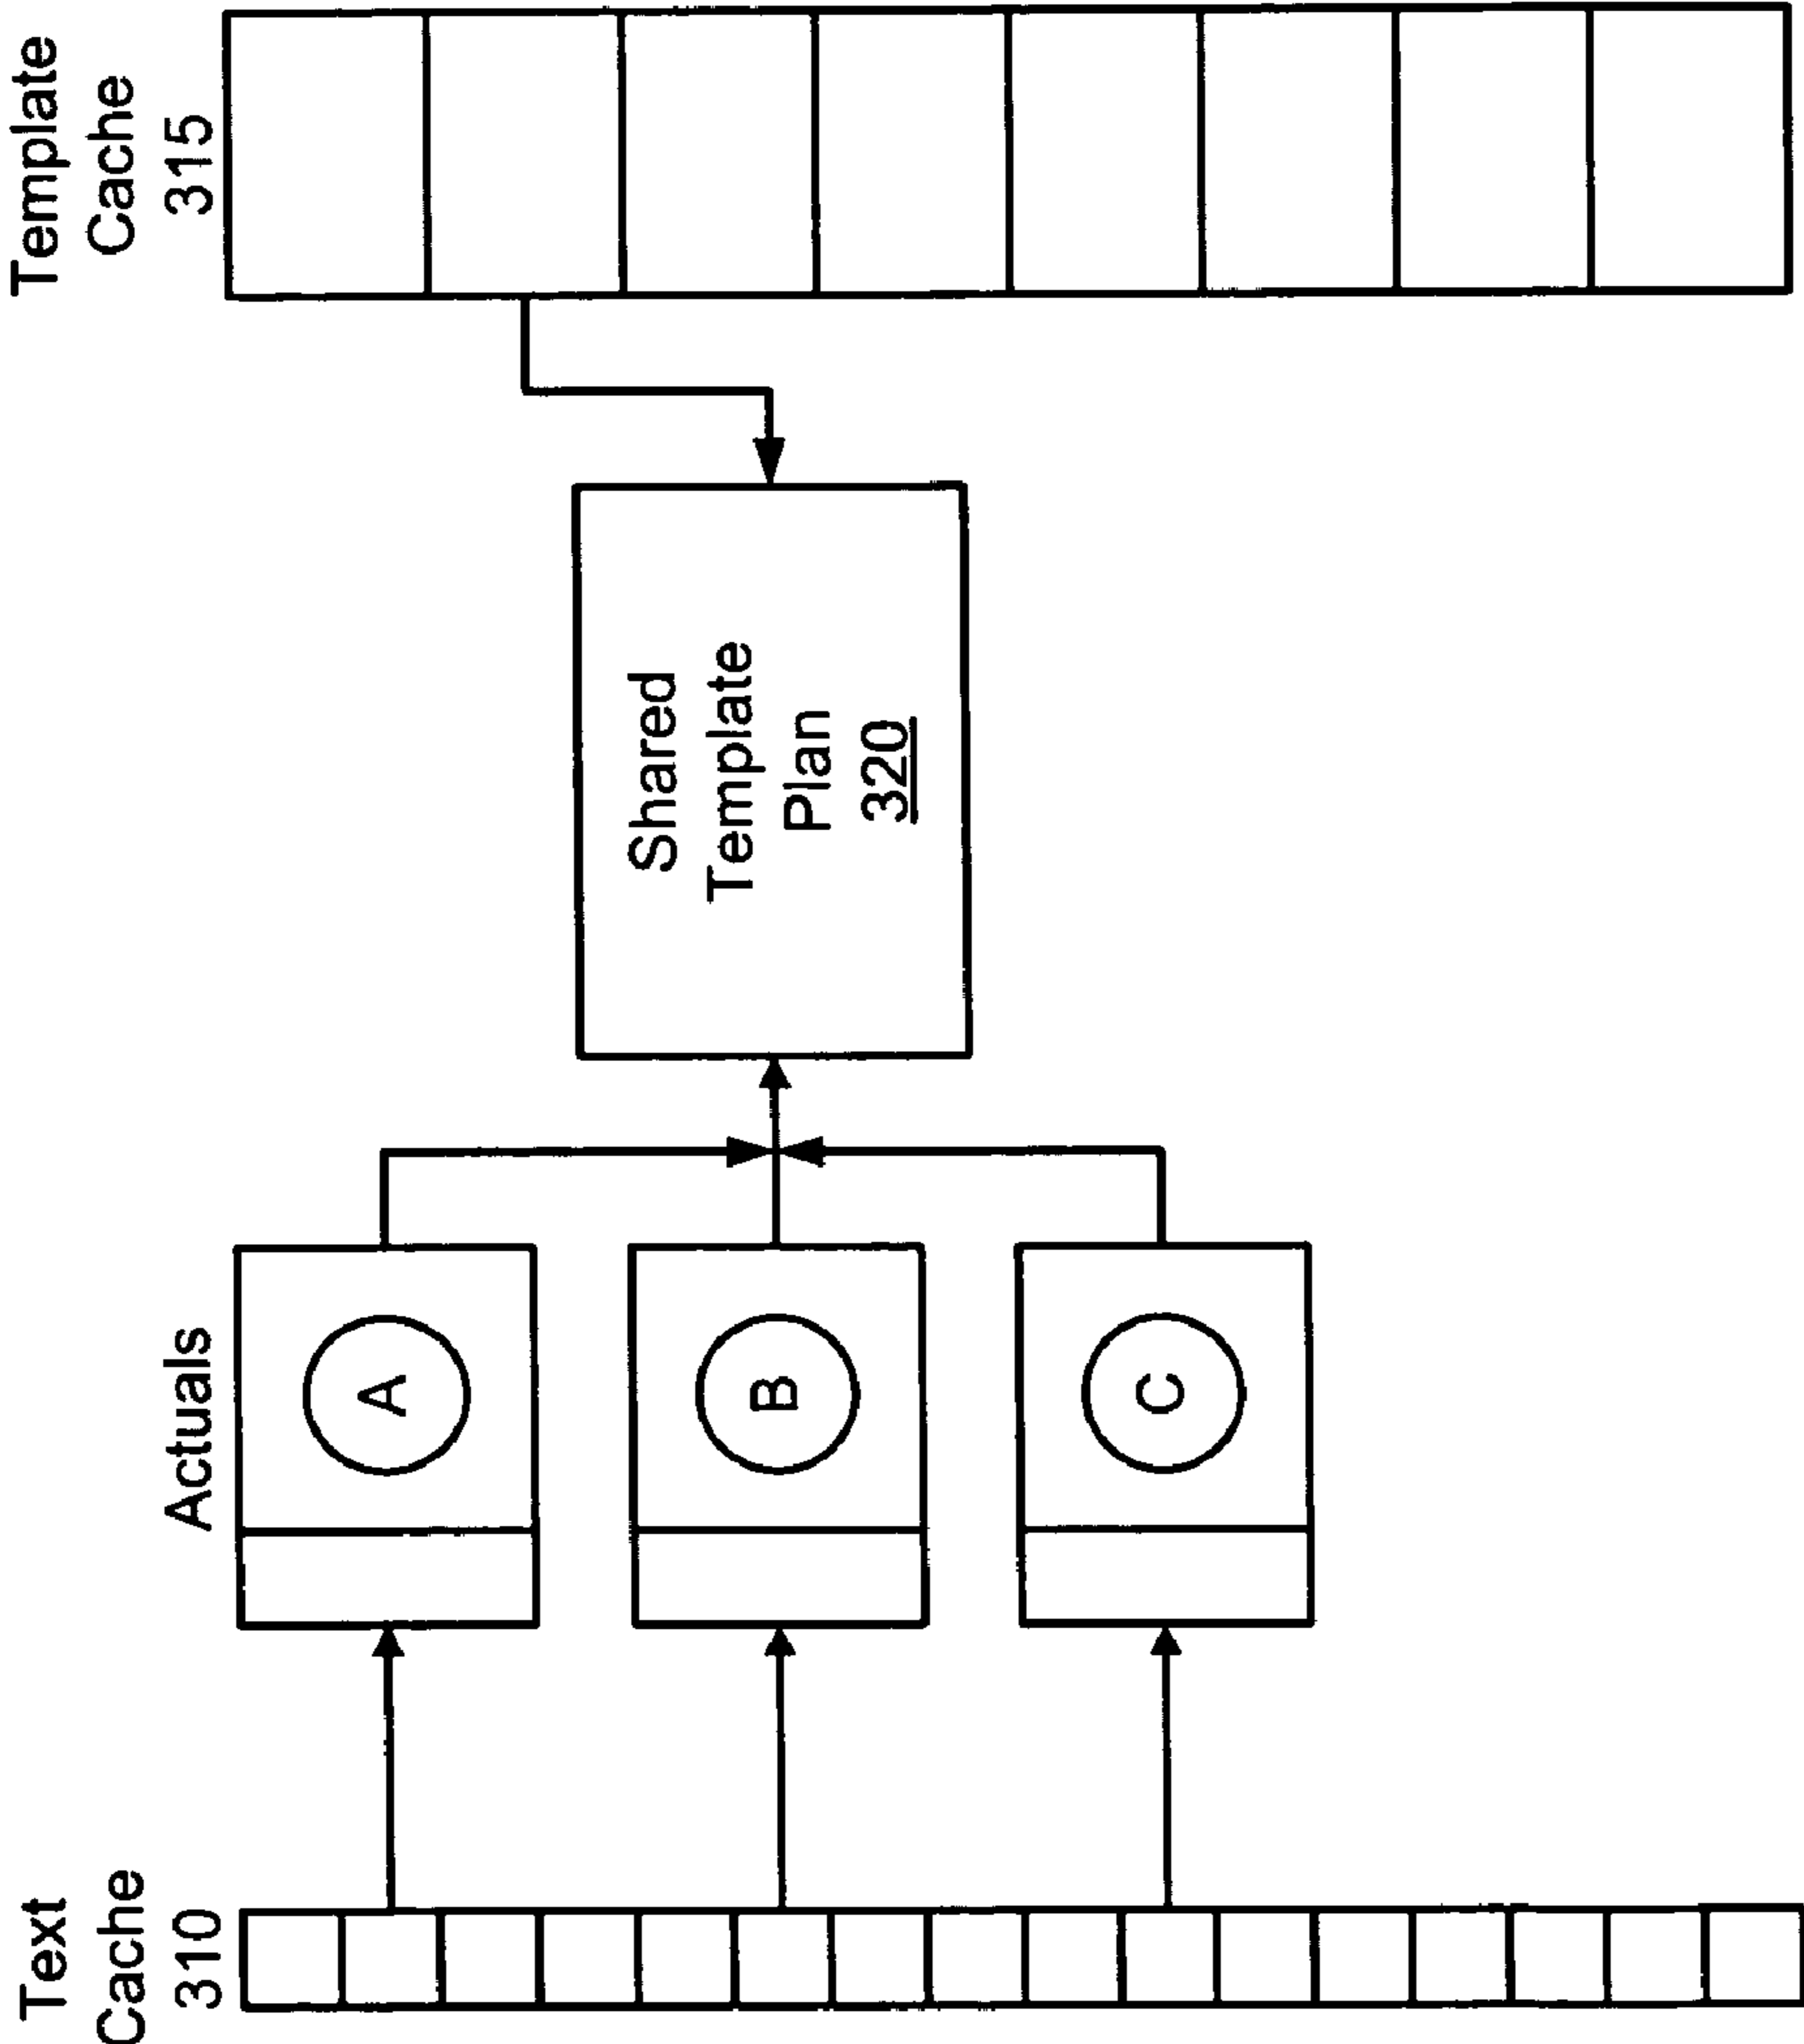 Text
Cache
310
Actuals
A
B
C
Shared
Template
Plan
320
Template
Cache
315